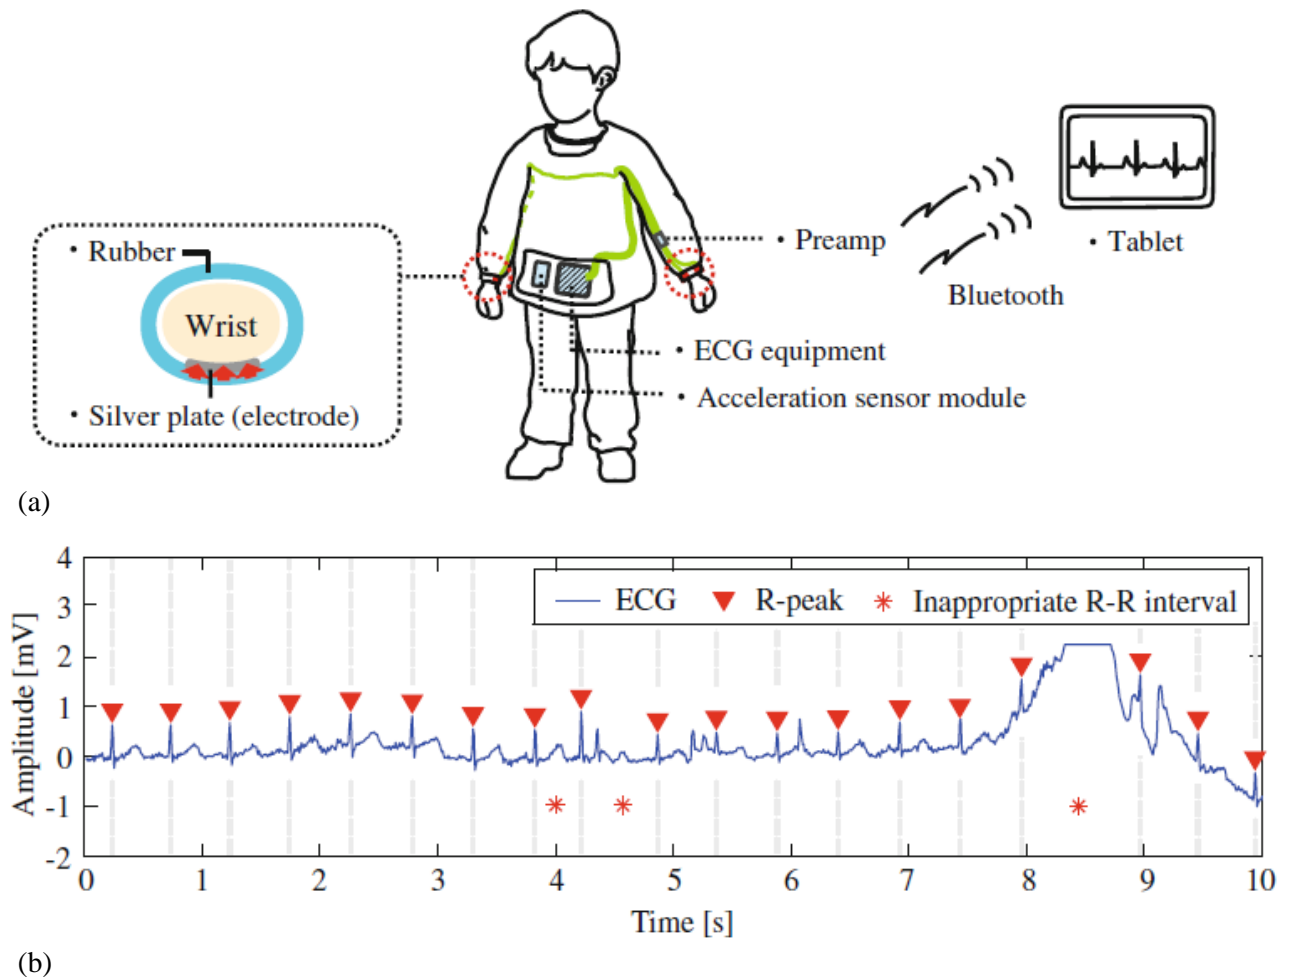 • Rubber
Wrist
• Silver plate (electrode)
• Preamp
• Tablet
Bluetooth
• ECG equipment
• Acceleration sensor module
(a)
4
3
2
1
0
-1
-2
Amplitude [mV]
ECG R-peak Inappropriate R-R interval
0 1 2 3 4 5 6 7 8 9 10
Time [s]
(b)